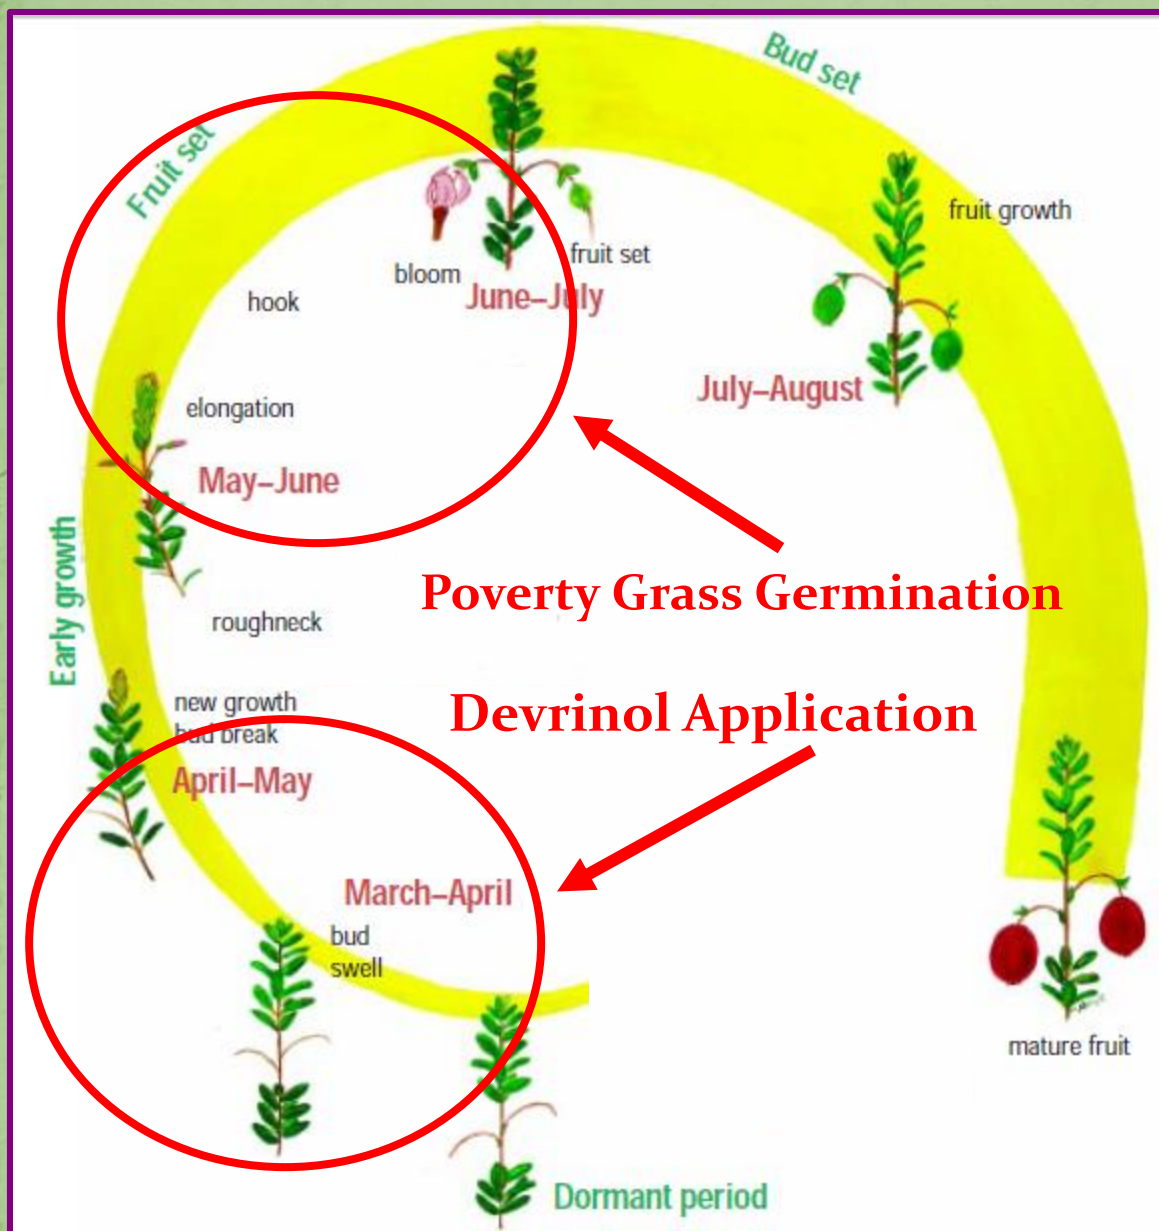 Bud set
Fruit set
fruit growth
bloom
fruit set
hook
June–July
July–August
elongation
May–June
Early growth
Poverty Grass Germination
roughneck
new growth
bud break
Devrinol Application
April–May
March–April
bud
swell
mature fruit
Dormant period